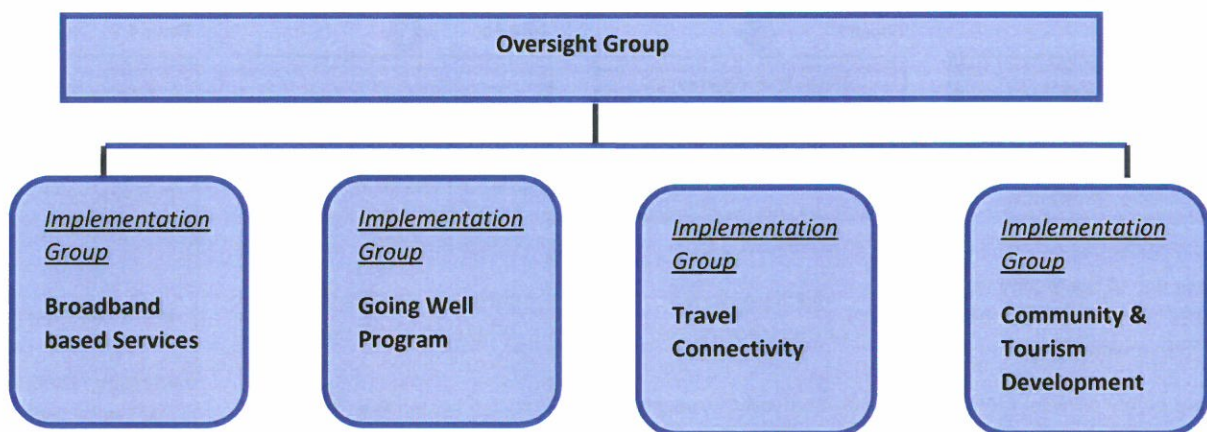 Oversight Group
Implementation
Group
Broadband
based Services
Implementation
Group
Going Well
Program
Implementation
Group
Travel
Connectivity
Implementation
Group
Community &
Tourism
Development